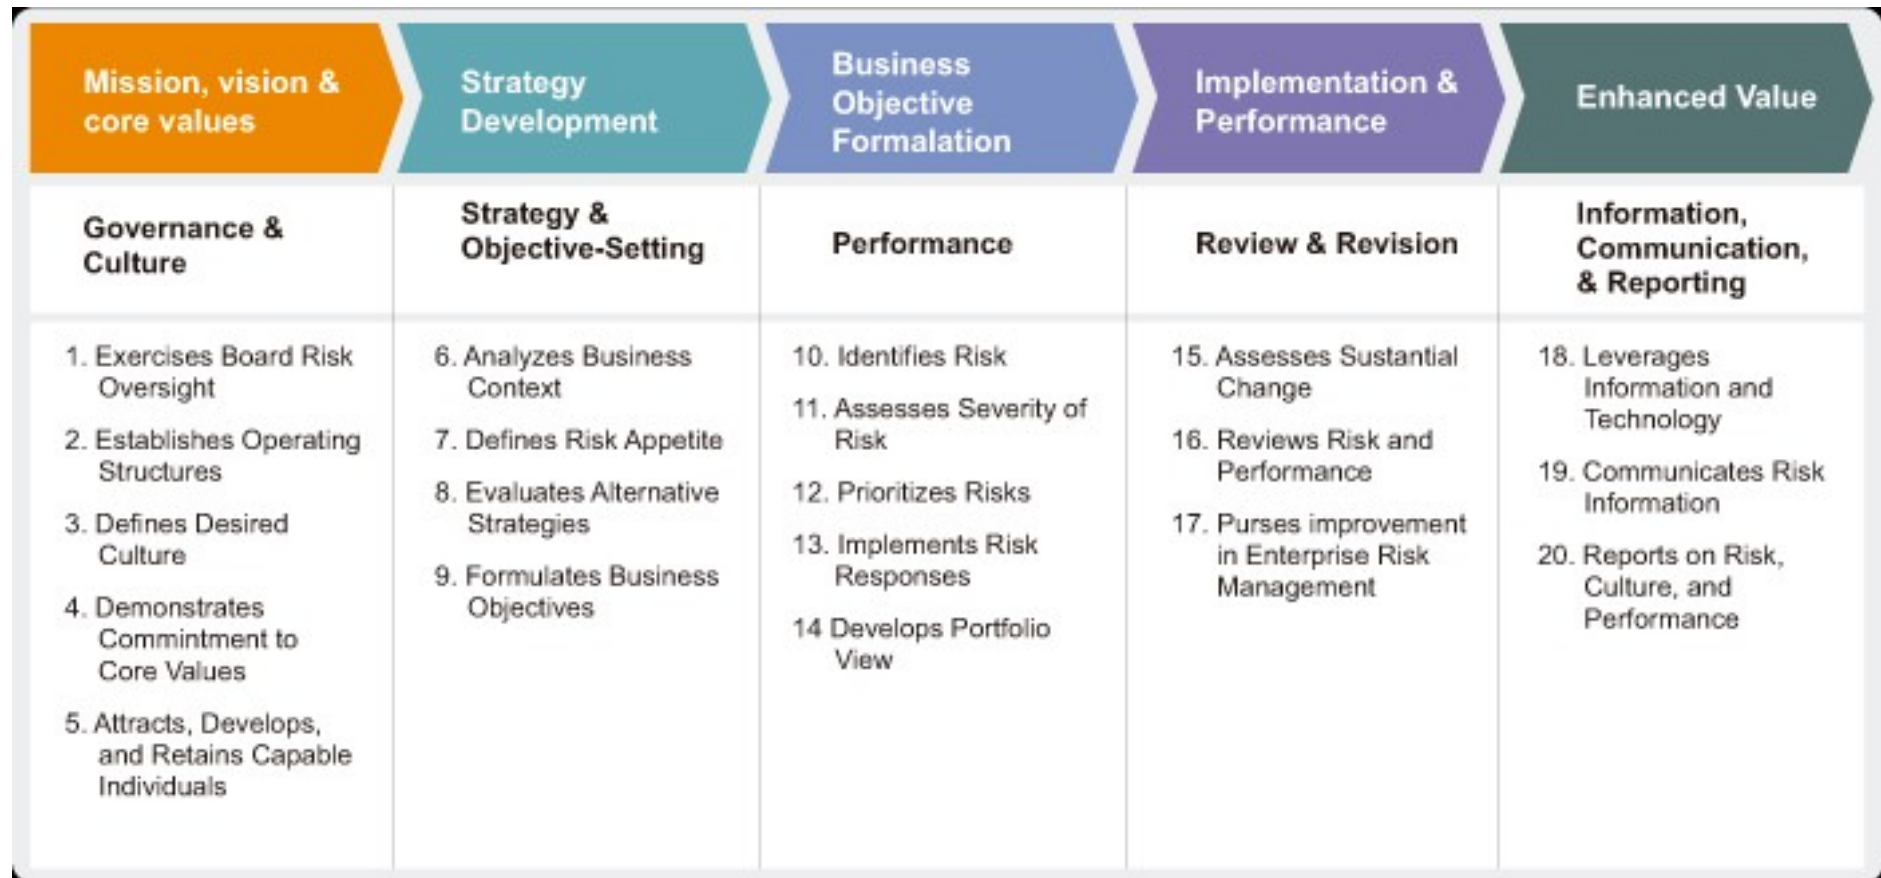 Mission, vision &
core values
Strategy
Development
Business
Objective
Formalation
Implementation &
Performance
Enhanced Value
Governance &
Culture
Strategy &
Objective-Setting
Performance
Review & Revision
Information,
Communication,
& Reporting
1. Exercises Board Risk
Oversight
2. Establishes Operating
Structures
3. Defines Desired
Culture
4. Demonstrates
Commintment to
Core Values
5. Attracts, Develops,
and Retains Capable
Individuals
6. Analyzes Business
Context
7. Defines Risk Appetite
8. Evaluates Alternative
Strategies
9. Formulates Business
Objectives
10. Identifies Risk
11. Assesses Severity of
Risk
12. Prioritizes Risks
13. Implements Risk
Responses
14 Develops Portfolio
View
15. Assesses Sustantial
Change
16. Reviews Risk and
Performance
17. Purses improvement
in Enterprise Risk
Management
18. Leverages
Information and
Technology
19. Communicates Risk
Information
20. Reports on Risk,
Culture, and
Performance